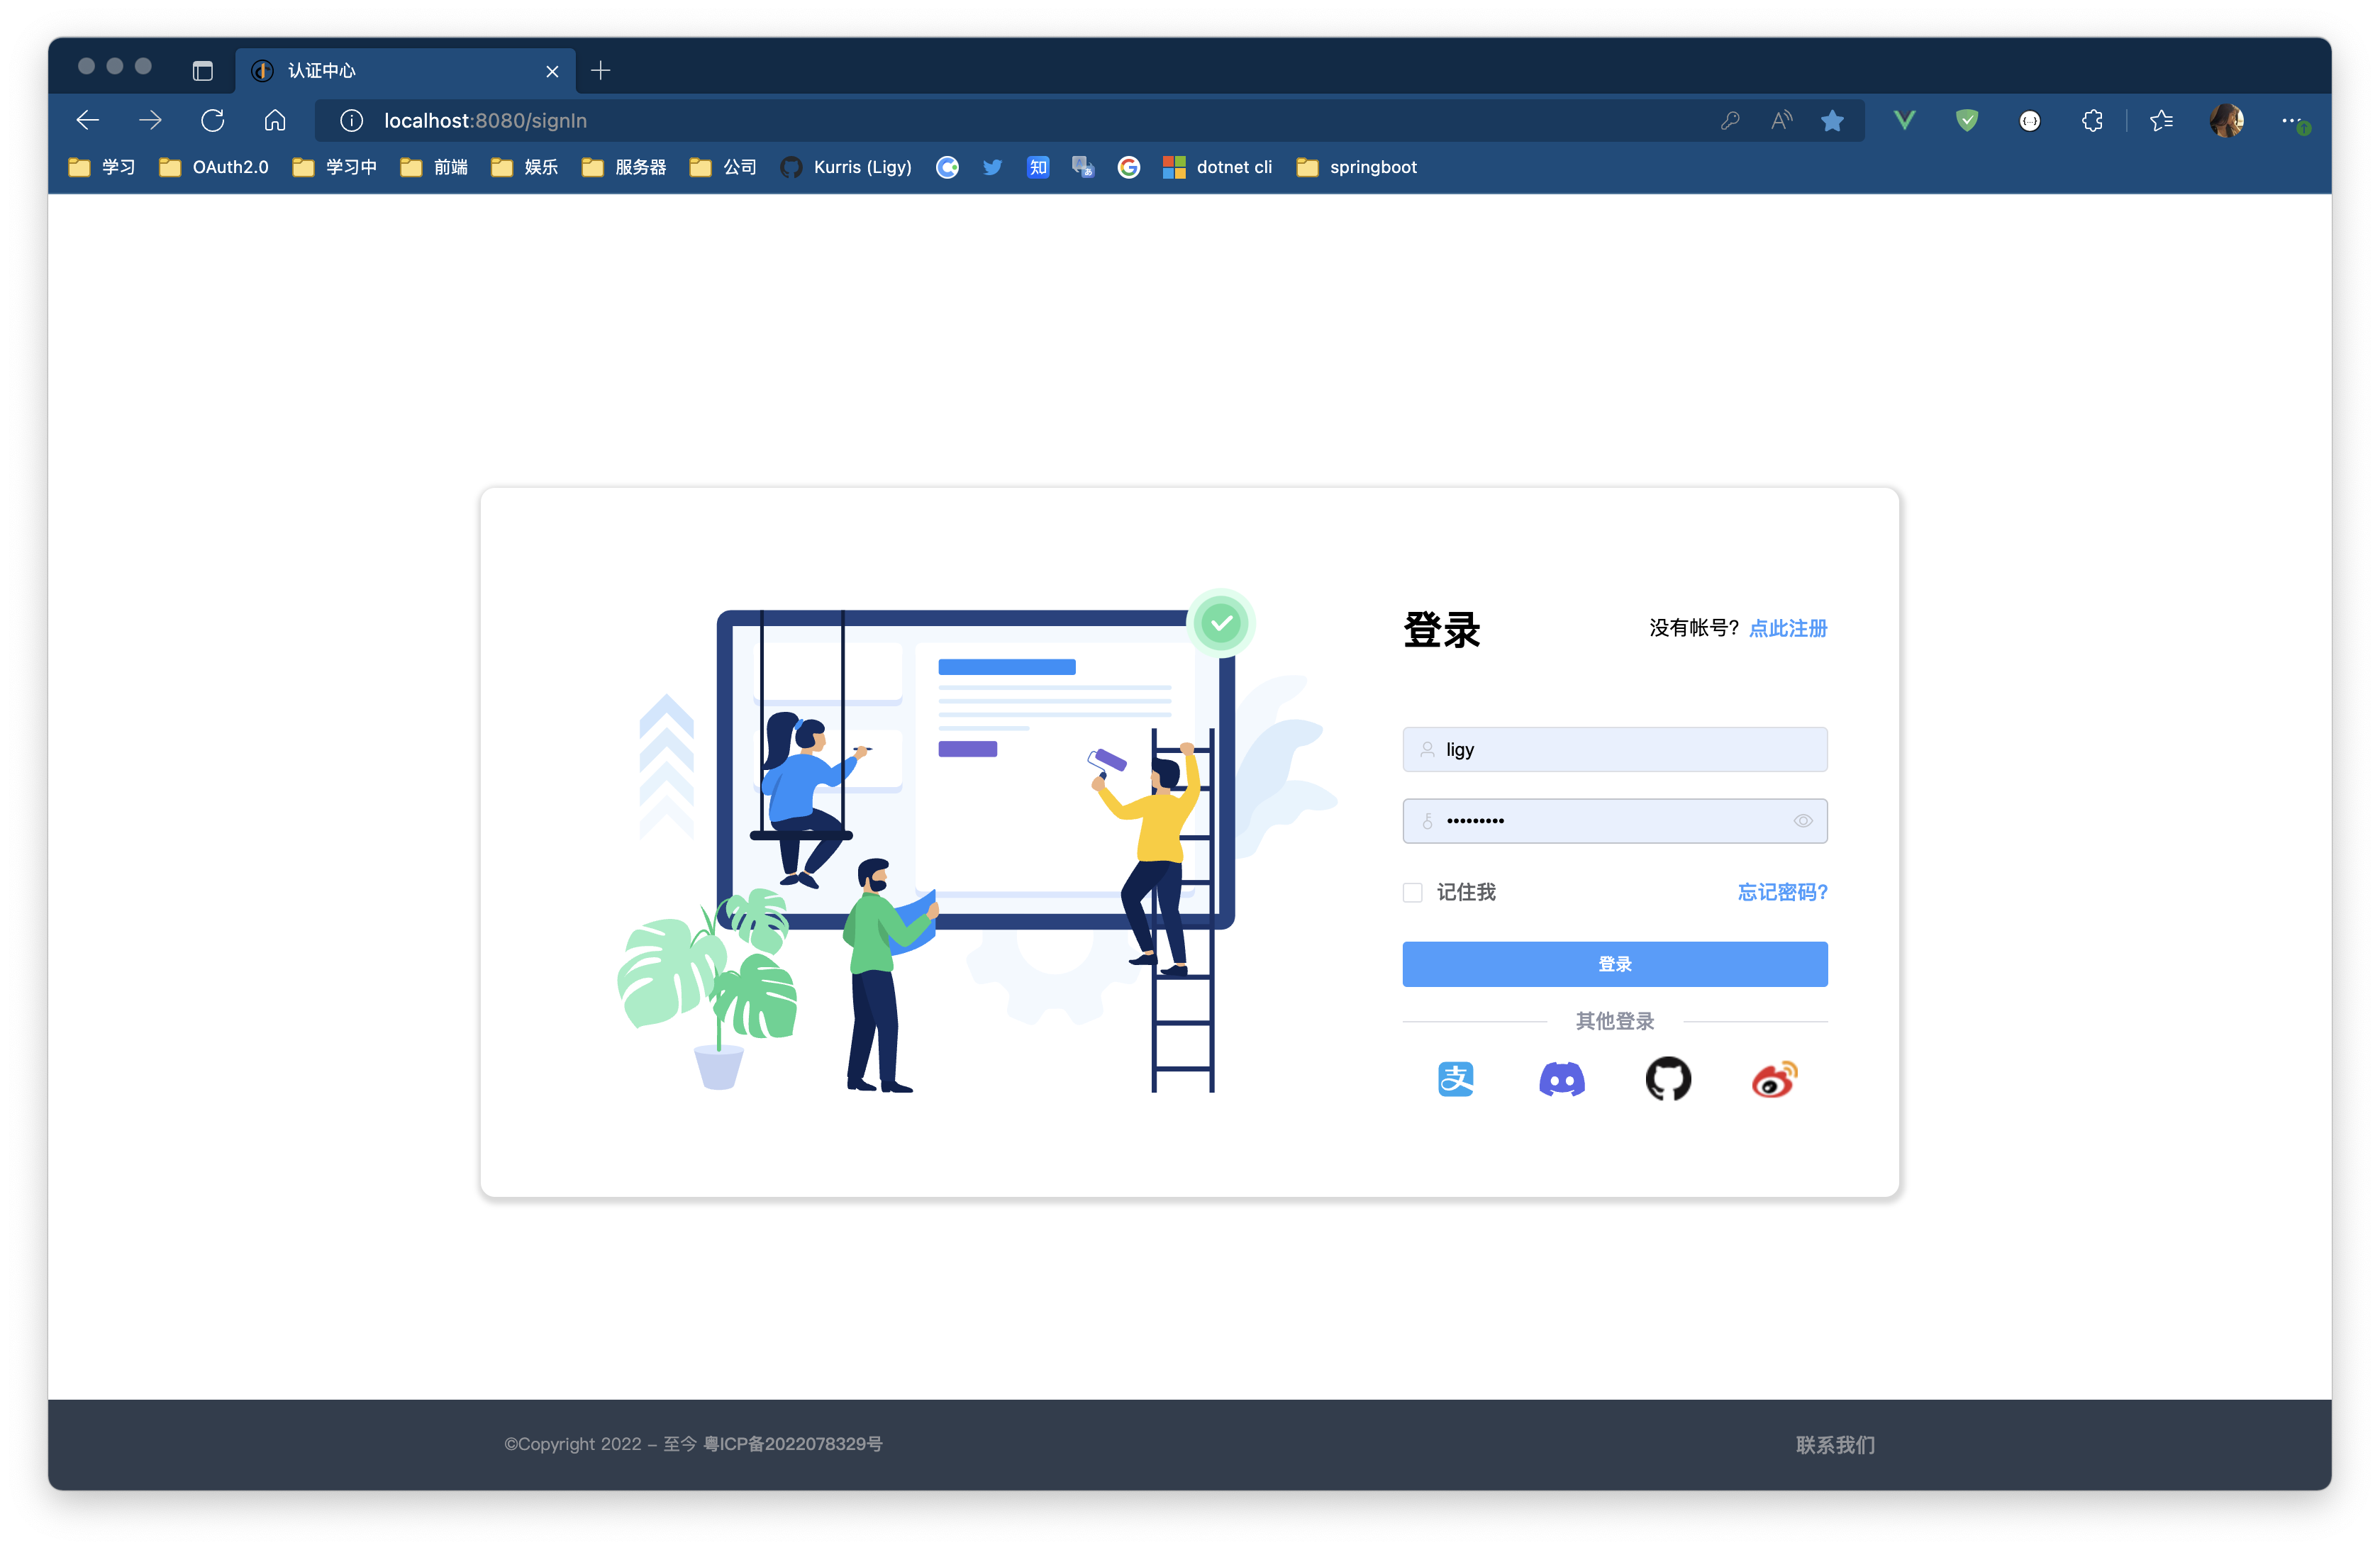 认证中心
localhost:8080/signIn
学习 OAuth2.0 学习中 前端 娱乐 服务器 公司 Kurris (Ligy) 知 dotnet cli springboot
登录 没有帐号? 点此注册
ligy
•••••••••
记住我 忘记密码?
登录
其他登录
支
©Copyright 2022 – 至今 粤ICP备2022078329号 联系我们